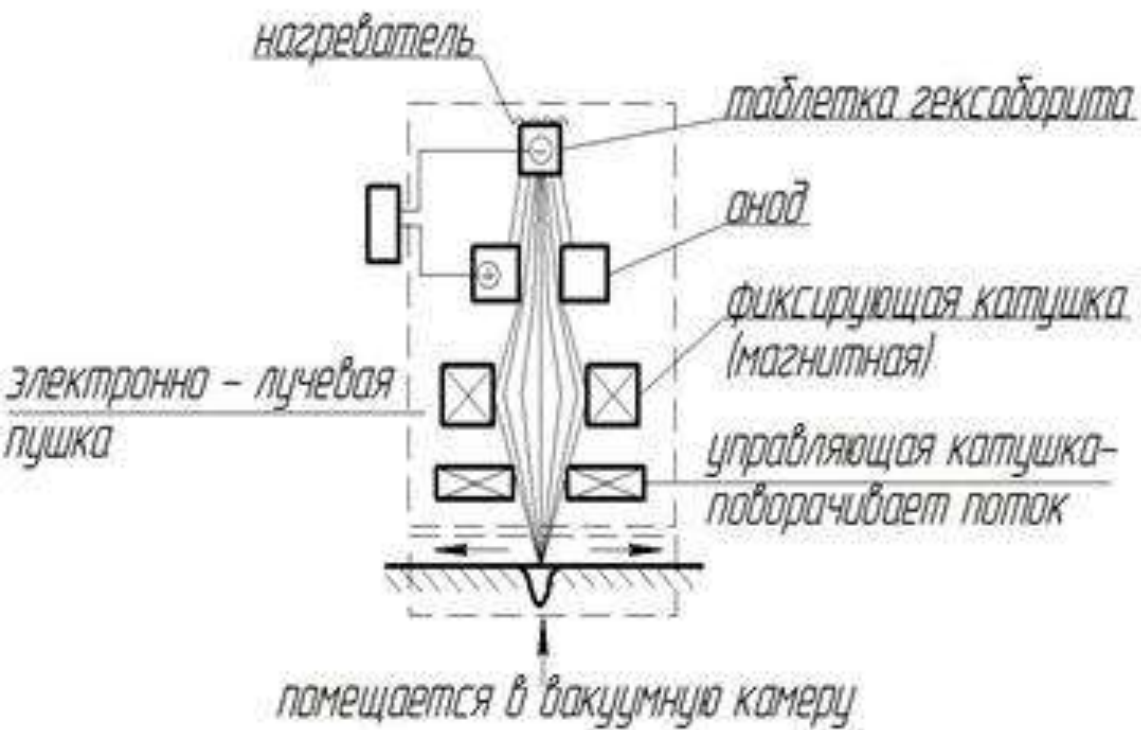 нагреватель
таблетка гексаборита
анод
фиксирующая катушка
(магнитная)
электронно - лучевая
пушка
управляющая катушка-
поворачивает поток
помещается в вакуумную камеру